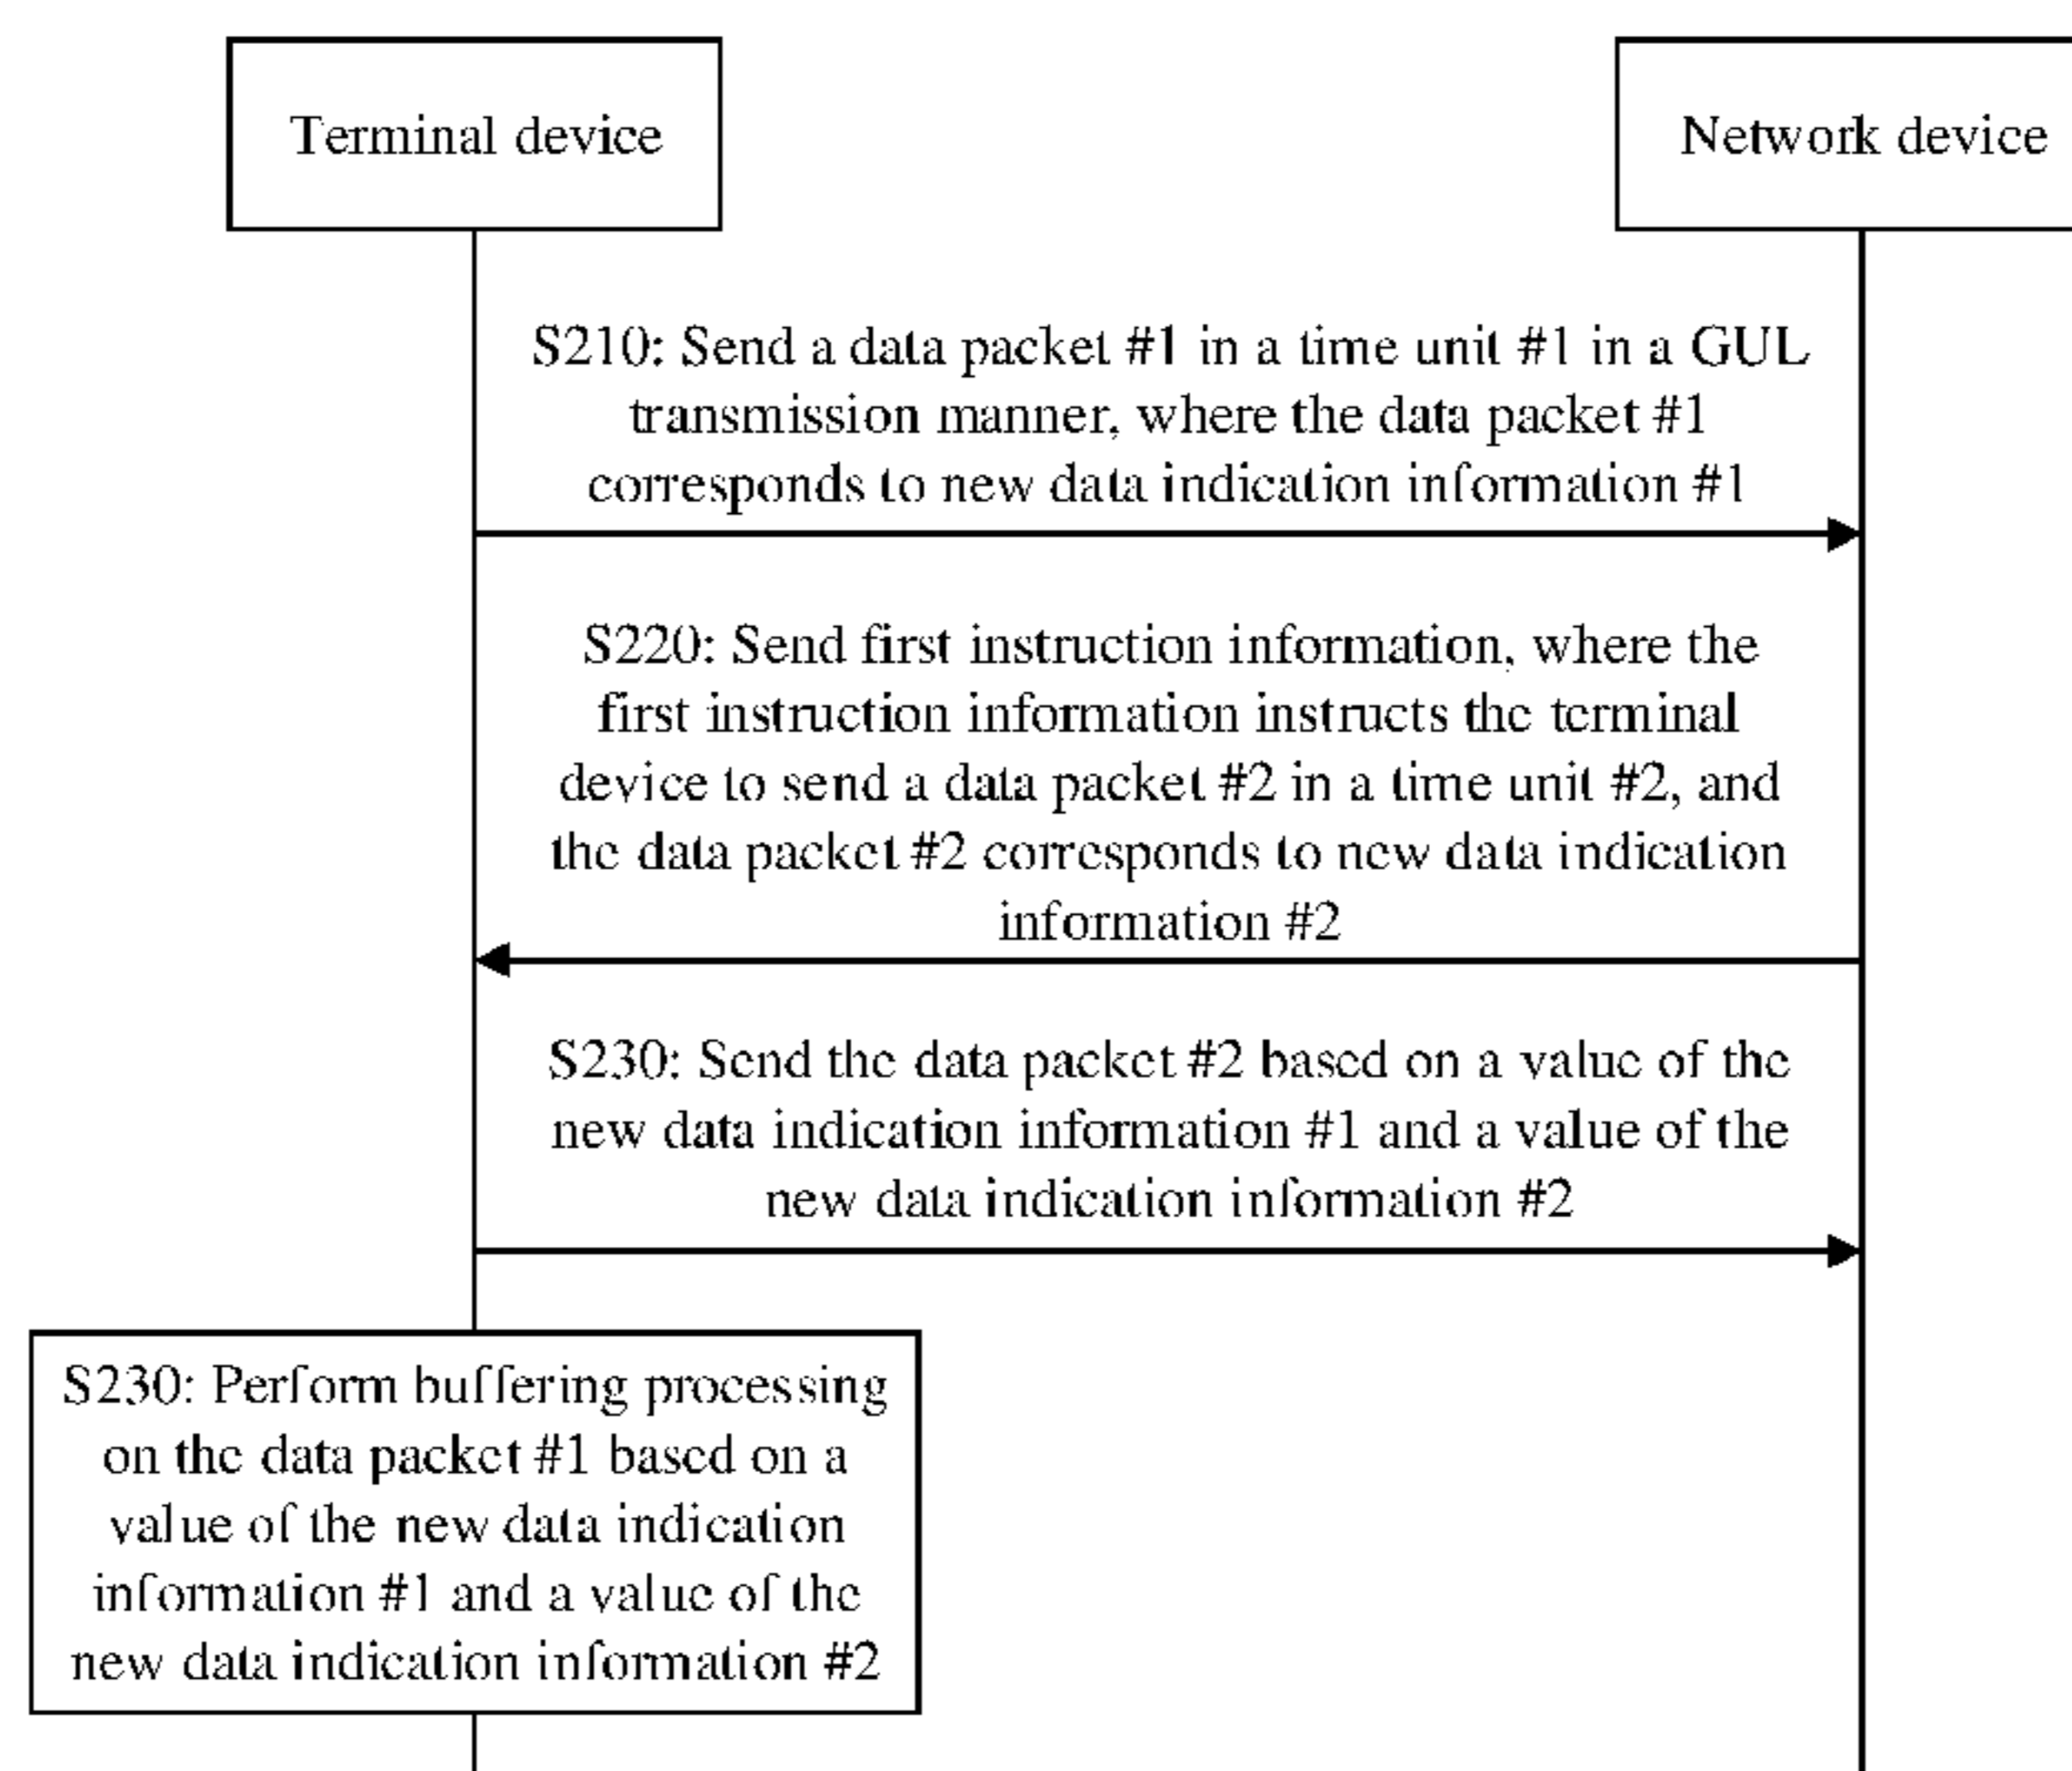 Terminal device
Network device
S210: Send a data packet #1 in a time unit #1 in a GUL
transmission manner, where the data packet #1
corresponds to new data indication information #1
S220: Send first instruction information, where the
first instruction information instructs the terminal
device to send a data packet #2 in a time unit #2, and
the data packet #2 corresponds to new data indication
information #2
S230: Send the data packet #2 based on a value of the
new data indication information #1 and a value of the
new data indication information #2
S230: Perform buffering processing
on the data packet #1 based on a
value of the new data indication
information #1 and a value of the
new data indication information #2